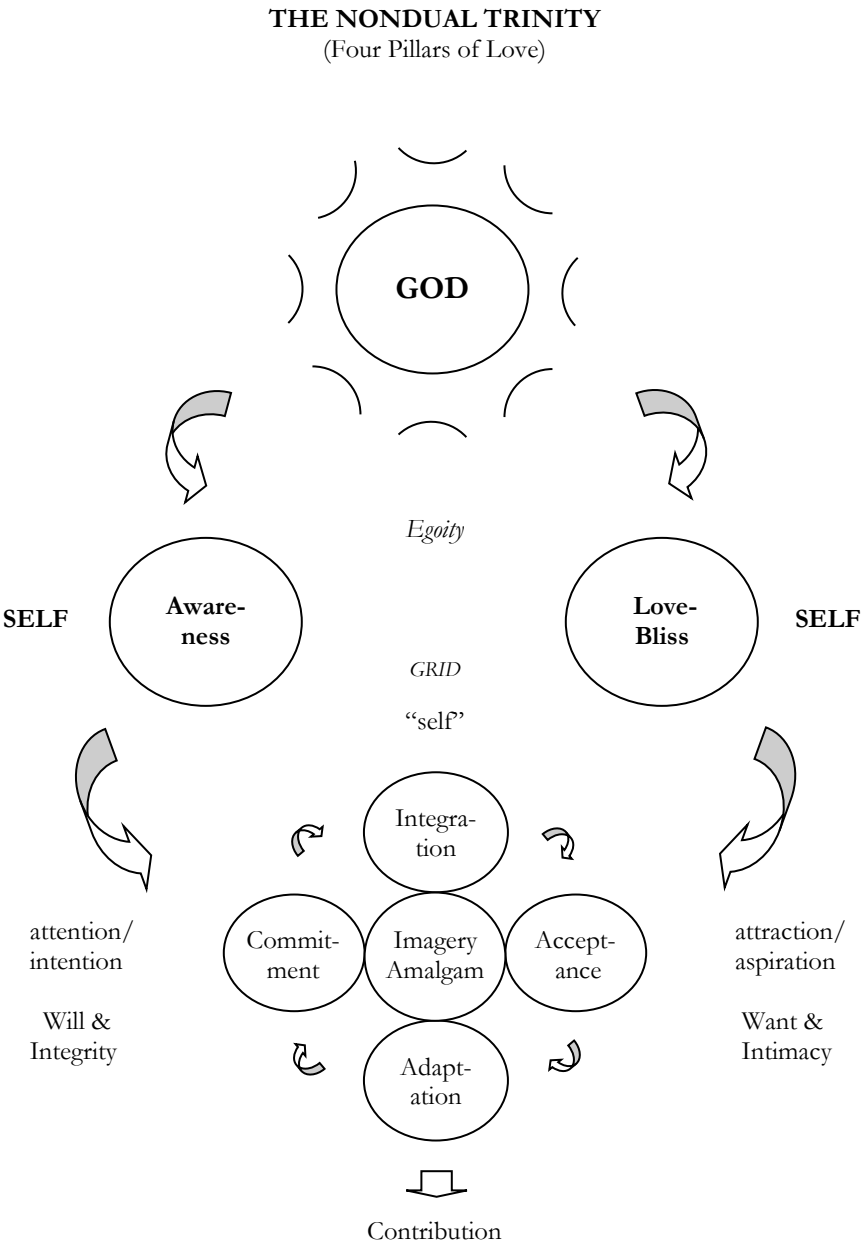 THE NONDUAL TRINITY
(Four Pillars of Love)
GOD
Egoity
SELF
Aware-
ness
Love-
Bliss
SELF
GRID
“self”
Integra-
tion
Commit-
ment
Imagery
Amalgam
Accept-
ance
Adapt-
ation
attention/
intention
Will &
Integrity
attraction/
aspiration
Want &
Intimacy
Contribution